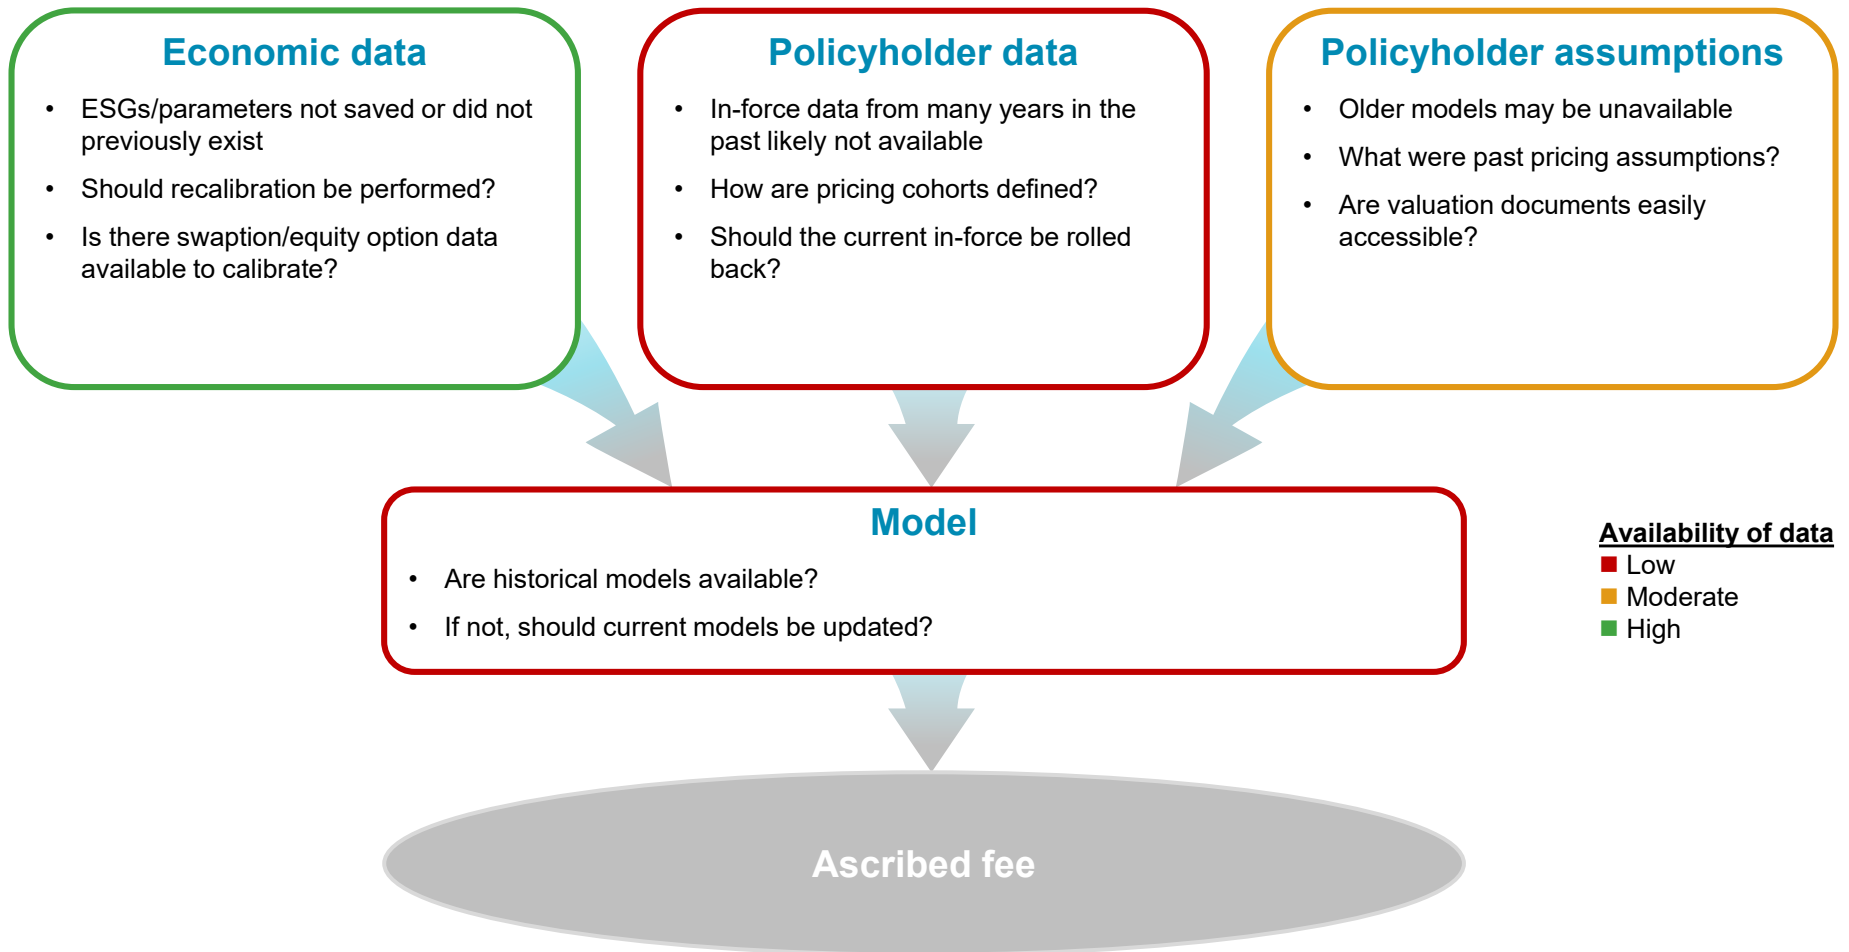 Economic data
• ESGs/parameters not saved or did not
previously exist
• Should recalibration be performed?
• Is there swaption/equity option data
available to calibrate?
Policyholder data
• In-force data from many years in the
past likely not available
• How are pricing cohorts defined?
• Should the current in-force be rolled
back?
Policyholder assumptions
• Older models may be unavailable
• What were past pricing assumptions?
• Are valuation documents easily
accessible?
Model
• Are historical models available?
• If not, should current models be updated?
Availability of data
Low
Moderate
High
Ascribed fee